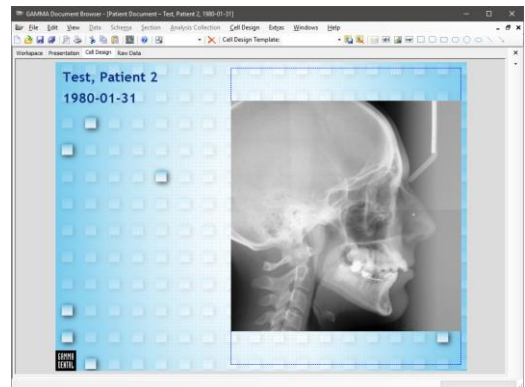 GAMMA Document Browser - [Patient Document - Test, Patient 2, 1980-01-31]
File Edit View Data Schema Section Analysis Collection Cell Design Extras Windows Help
Cell Design Template:
Workspace Presentation Cell Design Raw Data
Test, Patient 2
1980-01-31
GAMMA
DENTAL